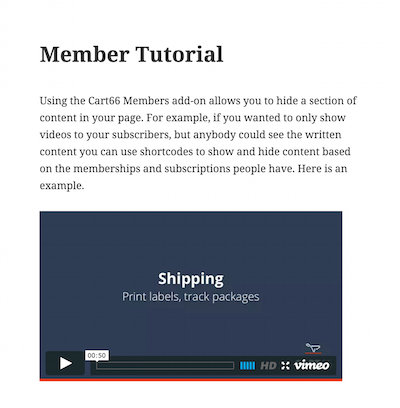 Member Tutorial
Using the Cart66 Members add-on allows you to hide a section of
content in your page. For example, if you wanted to only show
videos to your subscribers, but anybody could see the written
content you can use shortcodes to show and hide content based
on the memberships and subscriptions people have. Here is an
example.
Shipping
Print labels, track packages
00:50
HD vimeo